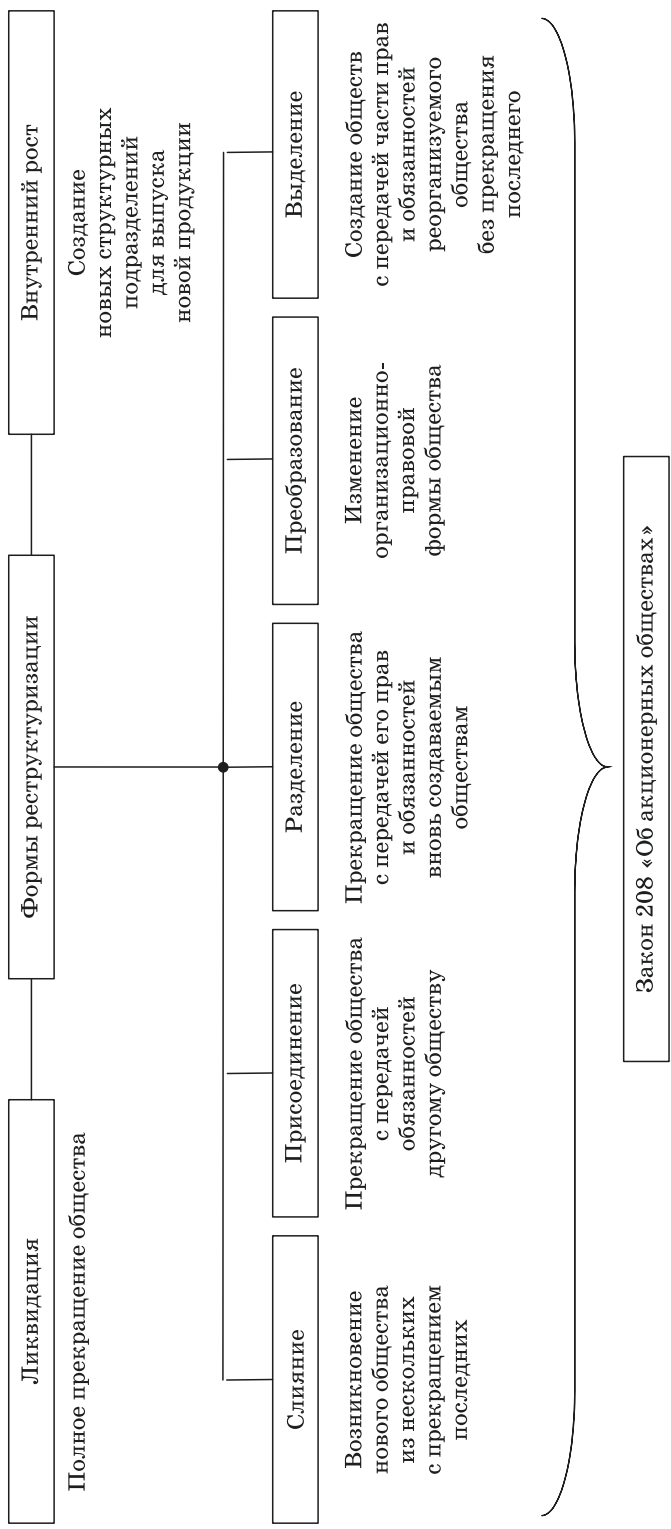 Ликвидация
Полное прекращение общества
Формы реструктуризации
Внутренний рост
Создание
новых структурных
подразделений
для выпуска
новой продукции
Слияние
Возникновение
нового общества
из нескольких
с прекращением
последних
Присоединение
Прекращение общества
с передачей
обязанностей
другому обществу
Разделение
Прекращение общества
с передачей его прав
и обязанностей
вновь создаваемым
обществам
Преобразование
Изменение
организационно-
правовой
формы общества
Выделение
Создание обществ
с передачей части прав
и обязанностей
реорганизуемого
общества
без прекращения
последнего
Закон 208 «Об акционерных обществах»